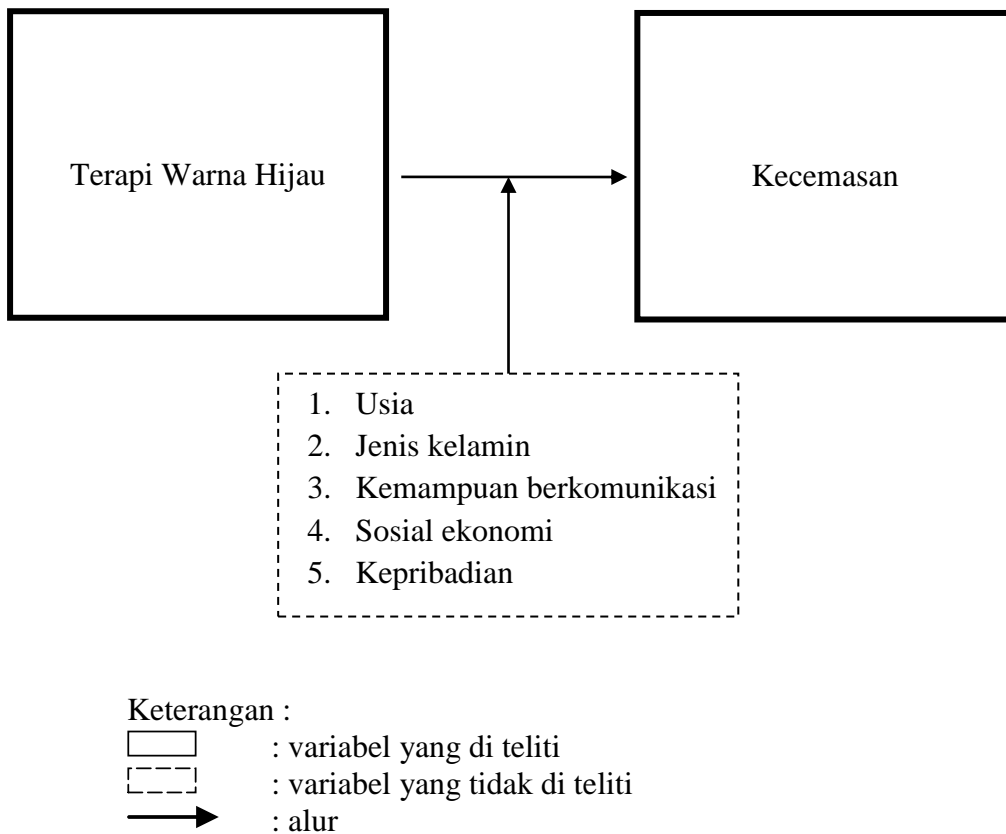 Terapi Warna Hijau
Kecemasan
1. Usia
2. Jenis kelamin
3. Kemampuan berkomunikasi
4. Sosial ekonomi
5. Kepribadian
Keterangan :
: variabel yang di teliti
: variabel yang tidak di teliti
: alur